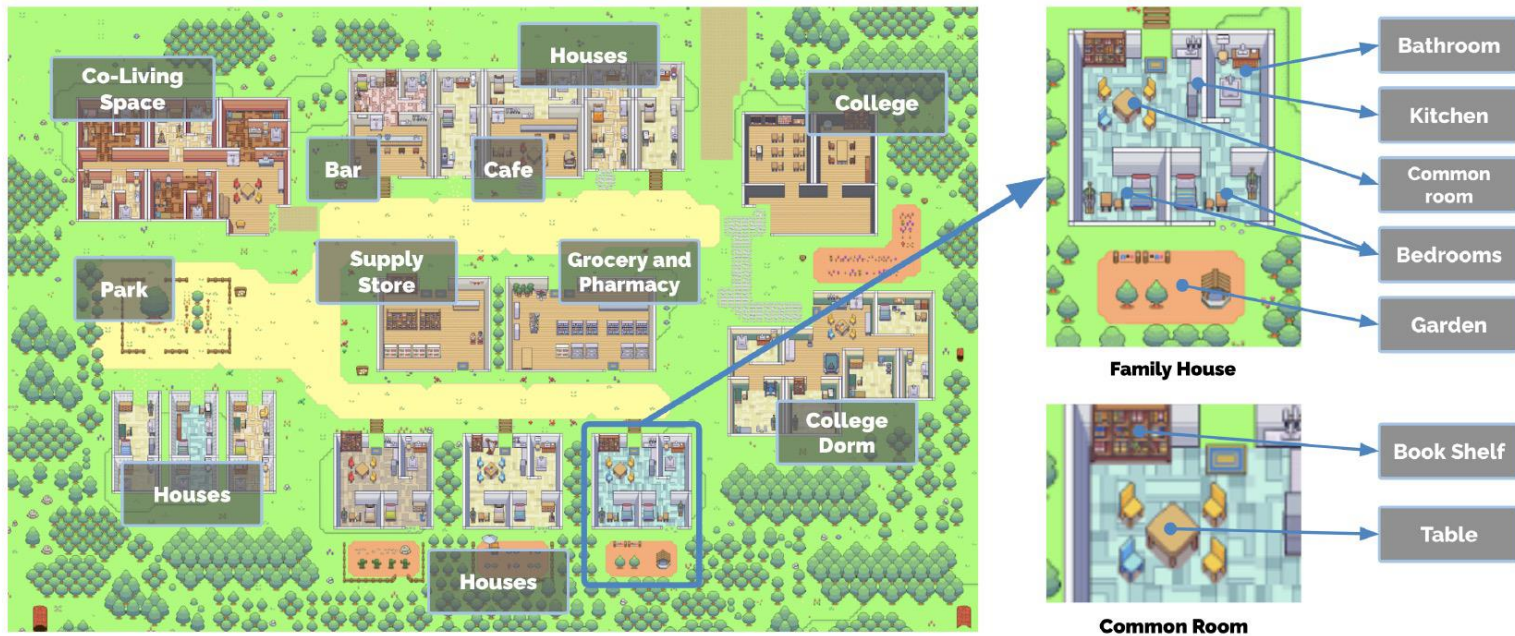 Co-Living
Space
Houses
College
Bar
Cafe
Park
Supply
Store
Grocery and
Pharmacy
College
Dorm
Houses
Houses
Bathroom
Kitchen
Common
room
Bedrooms
Garden
Family House
Book Shelf
Table
Common Room